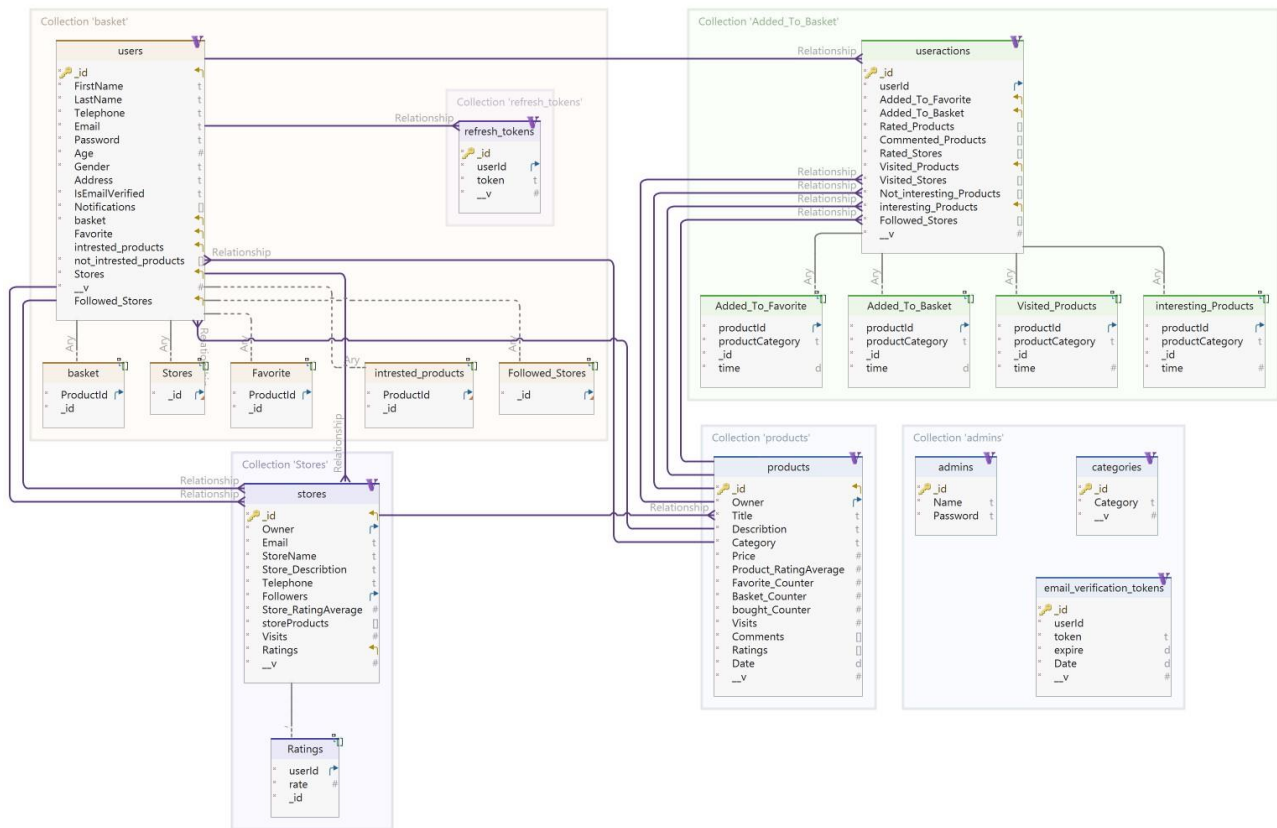 Collection 'basket'
users
_id
FirstName t
LastName t
Telephone t
Email t
Password t
Age #
Gender t
Address t
IsEmailVerified t
Notifications []
basket
Favorite
intrested_products
not_intrested_products []
Stores
__v #
Followed_Stores
Relationship
Relationship
Relationship
Relationship
Relationship
Ary
Ary
Ary
Ary
basket
ProductId
_id
Stores
_id
Favorite
ProductId
_id
intrested_products
ProductId
_id
Followed_Stores
_id
Collection 'refresh_tokens'
refresh_tokens
_id
userId
token t
__v #
Collection 'Added_To_Basket'
Relationship
useractions
_id
userId
Added_To_Favorite
Added_To_Basket
Rated_Products []
Commented_Products []
Rated_Stores []
Visited_Products
Visited_Stores []
Not_interesting_Products []
interesting_Products
Followed_Stores []
__v #
Relationship
Relationship
Relationship
Relationship
Ary
Ary
Ary
Ary
Added_To_Favorite
productId
productCategory t
_id
time d
Added_To_Basket
productId
productCategory t
_id
time d
Visited_Products
productId
productCategory t
_id
time #
interesting_Products
productId
productCategory t
_id
time #
Collection 'Stores'
Relationship
Relationship
stores
_id
Owner
Email t
StoreName t
Store_Describtion t
Telephone t
Followers
Store_RatingAverage #
storeProducts []
Visits #
Ratings
__v #
Ratings
userId
rate #
_id
Collection 'products'
products
_id
Owner
Title t
Describtion t
Category t
Price #
Product_RatingAverage #
Favorite_Counter #
Basket_Counter #
bought_Counter #
Visits #
Comments []
Ratings []
Date d
__v #
Collection 'admins'
admins
_id
Name t
Password t
categories
_id
Category t
__v #
email_verification_tokens
_id
userId
token t
expire d
Date d
__v #